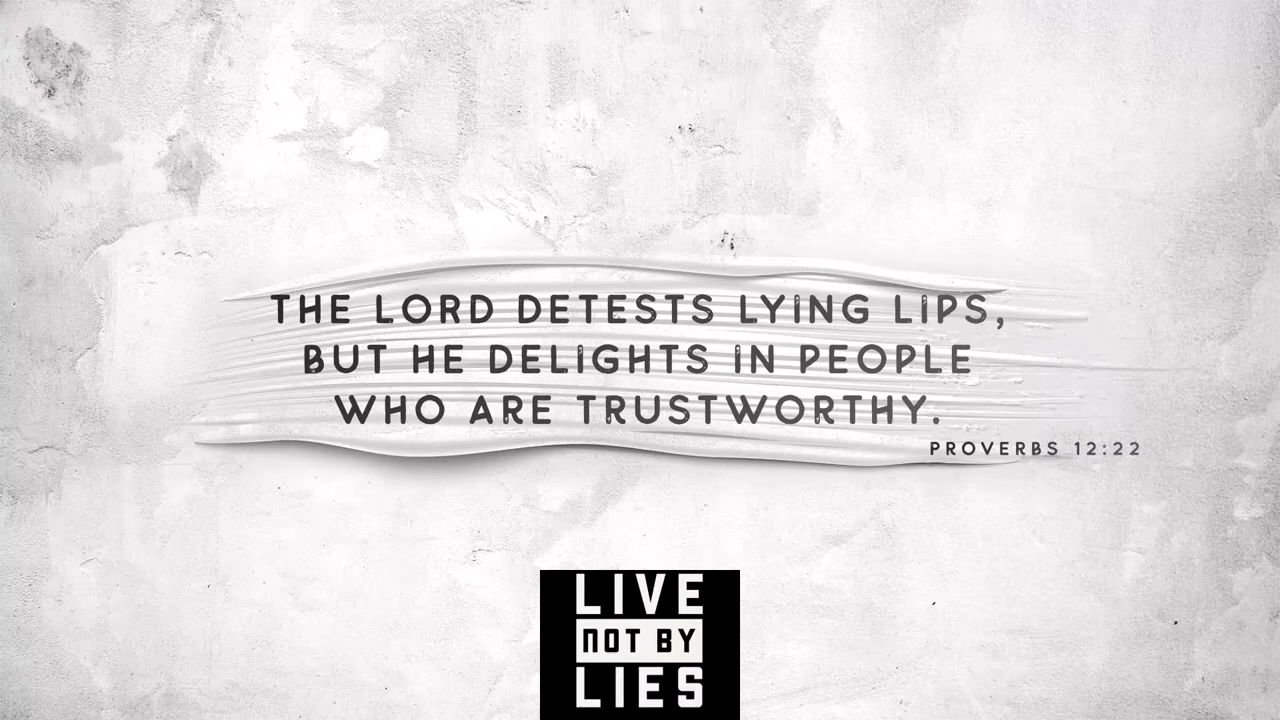 THE LORD DETESTS LYING LIPS,
BUT HE DELIGHTS IN PEOPLE
WHO ARE TRUSTWORTHY.
PROVERBS 12:22
LIVE
NOT BY
LIES